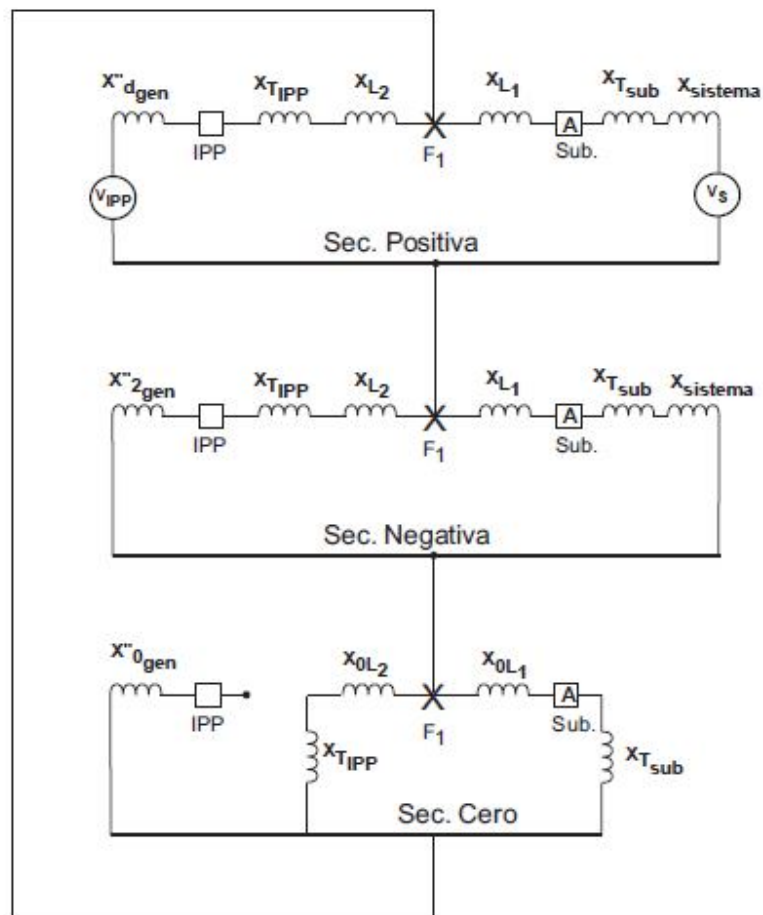 X"dgen XTIPP XL2 XL1 XTsub Xsistema
IPP F1 A Sub.
VIPP VS
Sec. Positiva
X"2gen XTIPP XL2 XL1 XTsub Xsistema
IPP F1 A Sub.
Sec. Negativa
X"0gen X0L2 X0L1
IPP F1 A Sub.
XTIPP XTsub
Sec. Cero